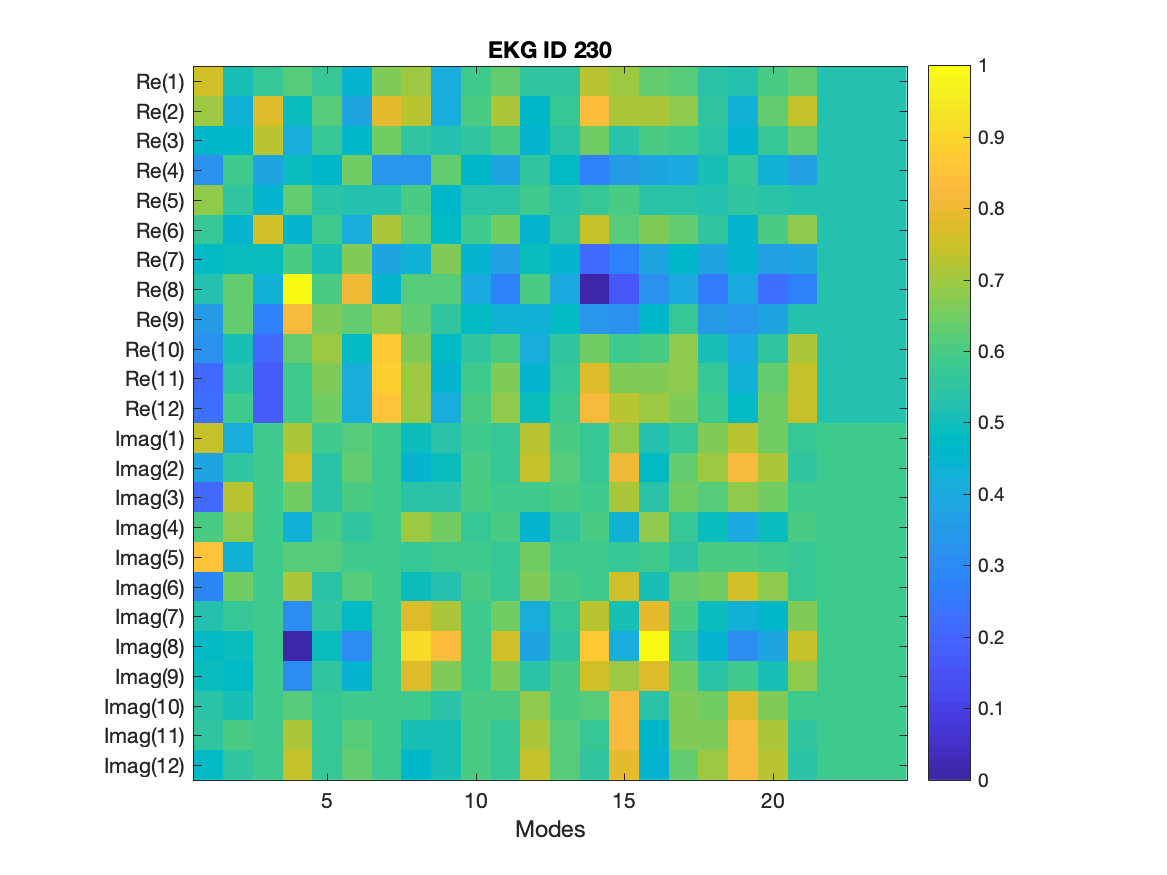 EKG ID 230
Re(1)
Re(2)
Re(3)
Re(4)
Re(5)
Re(6)
Re(7)
Re(8)
Re(9)
Re(10)
Re(11)
Re(12)
Imag(1)
Imag(2)
Imag(3)
Imag(4)
Imag(5)
Imag(6)
Imag(7)
Imag(8)
Imag(9)
Imag(10)
Imag(11)
Imag(12)
5 10 15 20
Modes
1
0.9
0.8
0.7
0.6
0.5
0.4
0.3
0.2
0.1
0